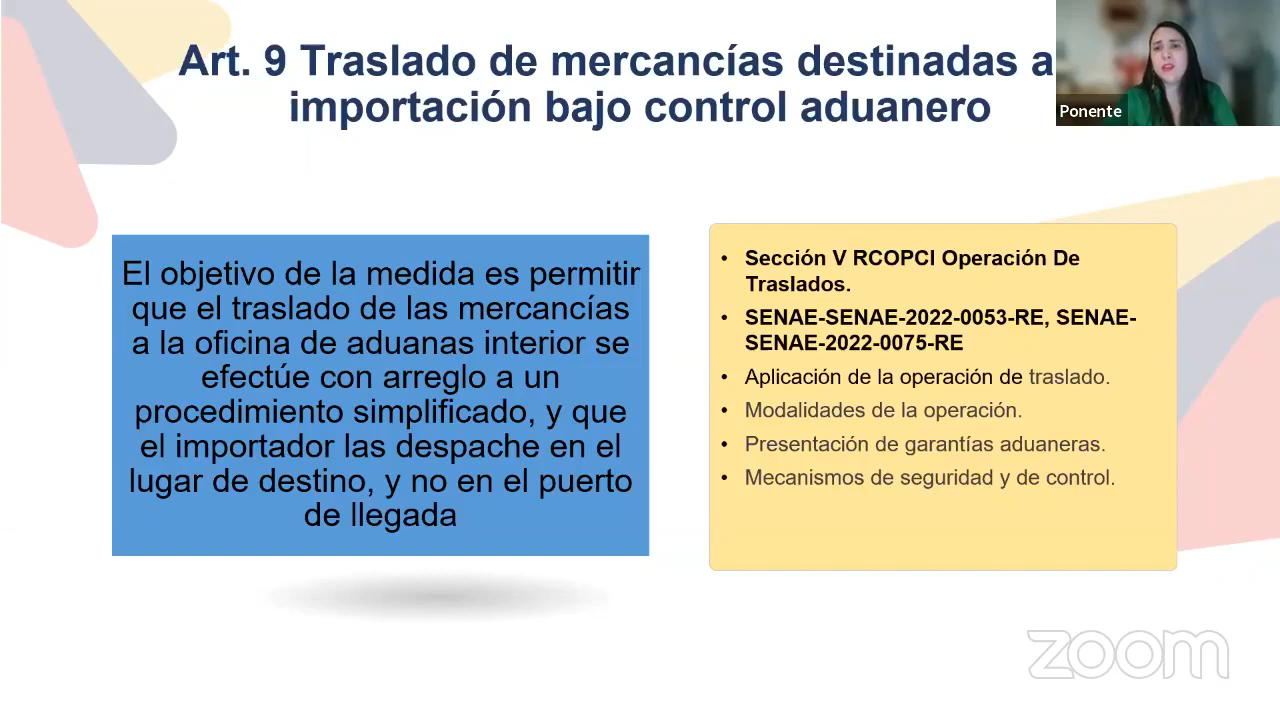 Art. 9 Traslado de mercancías destinadas a
importación bajo control aduanero
Ponente
El objetivo de la medida es permitir
que el traslado de las mercancías
a la oficina de aduanas interior se
efectúe con arreglo a un
procedimiento simplificado, y que
el importador las despache en el
lugar de destino, y no en el puerto
de llegada
• Sección V RCOPCI Operación De
Traslados.
• SENAE-SENAE-2022-0053-RE, SENAE-
SENAE-2022-0075-RE
• Aplicación de la operación de traslado.
• Modalidades de la operación.
• Presentación de garantías aduaneras.
• Mecanismos de seguridad y de control.
zoom